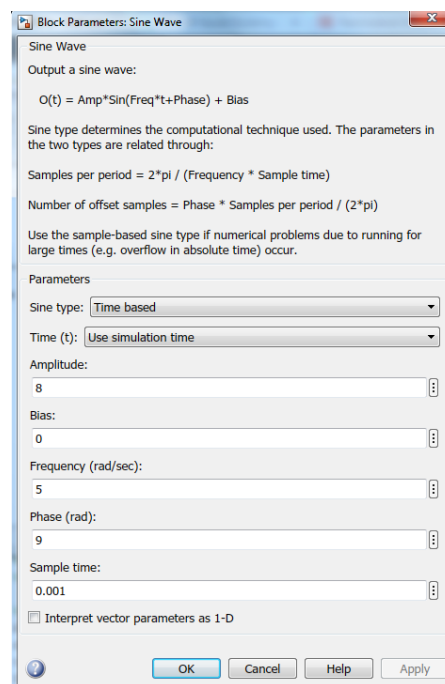 Block Parameters: Sine Wave
Sine Wave
Output a sine wave:
O(t) = Amp*Sin(Freq*t+Phase) + Bias
Sine type determines the computational technique used. The parameters in
the two types are related through:
Samples per period = 2*pi / (Frequency * Sample time)
Number of offset samples = Phase * Samples per period / (2*pi)
Use the sample-based sine type if numerical problems due to running for
large times (e.g. overflow in absolute time) occur.
Parameters
Sine type: Time based
Time (t): Use simulation time
Amplitude:
8
Bias:
0
Frequency (rad/sec):
5
Phase (rad):
9
Sample time:
0.001
Interpret vector parameters as 1-D
OK Cancel Help Apply